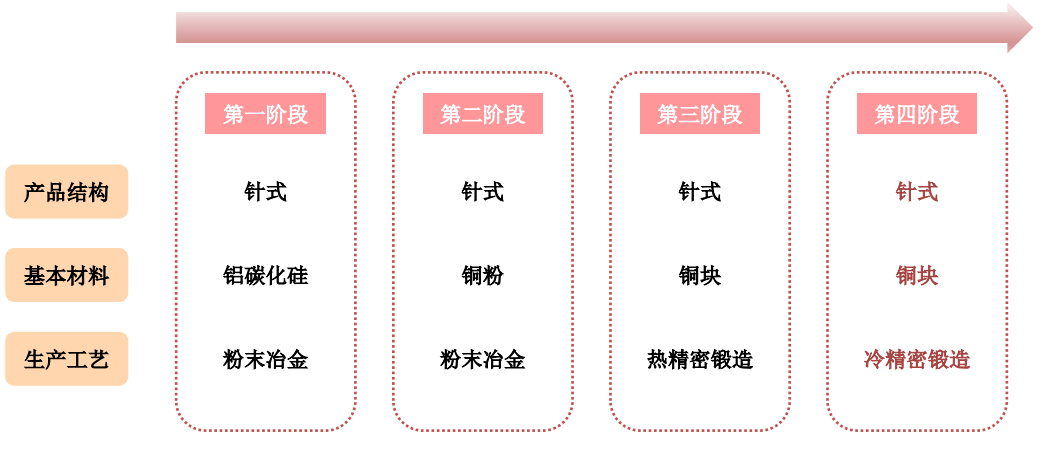 第一阶段 第二阶段 第三阶段 第四阶段
产品结构 针式 针式 针式 针式
基本材料 铝碳化硅 铜粉 铜块 铜块
生产工艺 粉末冶金 粉末冶金 热精密锻造 冷精密锻造